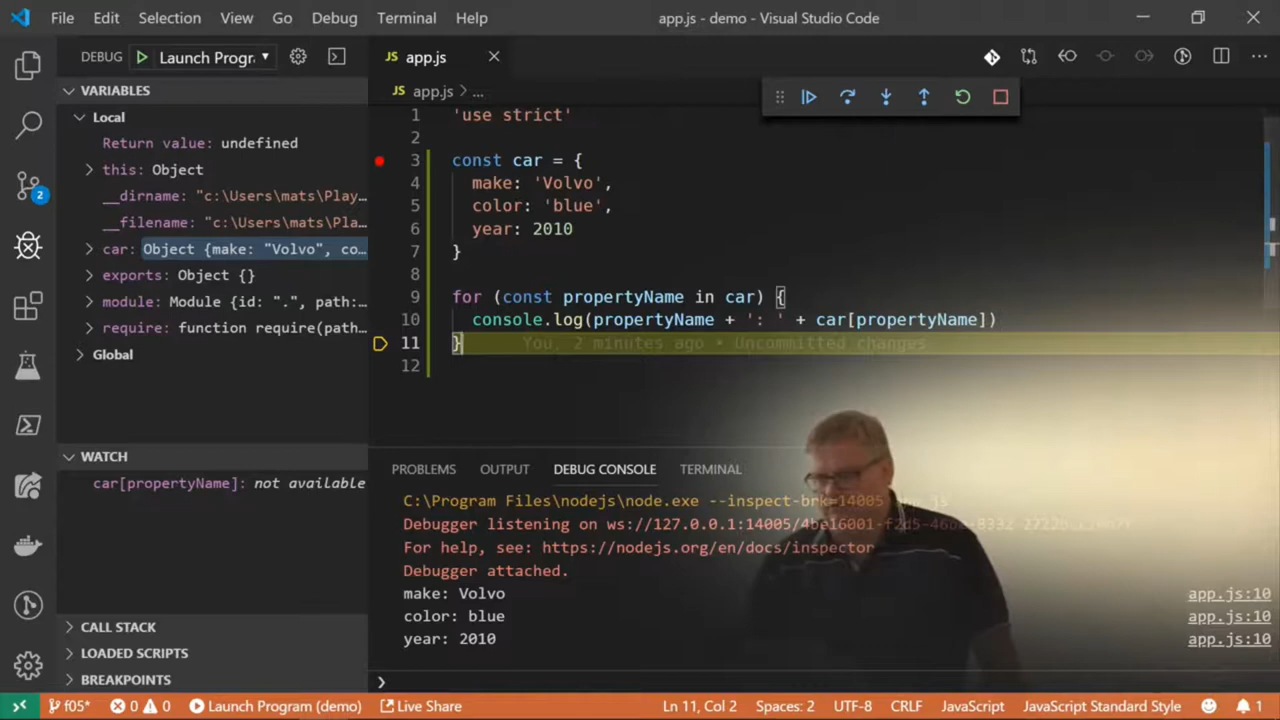 File Edit Selection View Go Debug Terminal Help app.js - demo - Visual Studio Code
DEBUG Launch Progr...
JS app.js
VARIABLES
JS app.js > ...
Local
Return value: undefined
this: Object
__dirname: "c:\Users\mats\Play...
__filename: "c:\Users\mats\Pla...
car: Object {make: "Volvo", co...
exports: Object {}
module: Module {id: ".", path:
require: function require(path...
Global
2
1 'use strict'
2
3 const car = {
4 make: 'Volvo',
5 color: 'blue',
6 year: 2010
7 }
8
9 for (const propertyName in car) {
10 console.log(propertyName + ': ' + car[propertyName])
11 } You, 2 minutes ago • Uncommitted changes
12
WATCH
car[propertyName]: not available
CALL STACK
LOADED SCRIPTS
BREAKPOINTS
PROBLEMS OUTPUT DEBUG CONSOLE TERMINAL
C:\Program Files\nodejs\node.exe --inspect-brk=14005
Debugger listening on ws://127.0.0.1:14005/
For help, see: https://nodejs.org/en/docs/inspector
Debugger attached.
make: Volvo app.js:10
color: blue app.js:10
year: 2010 app.js:10
f05* 0 0 Launch Program (demo) Live Share Ln 11, Col 2 Spaces: 2 UTF-8 CRLF JavaScript JavaScript Standard Style 1